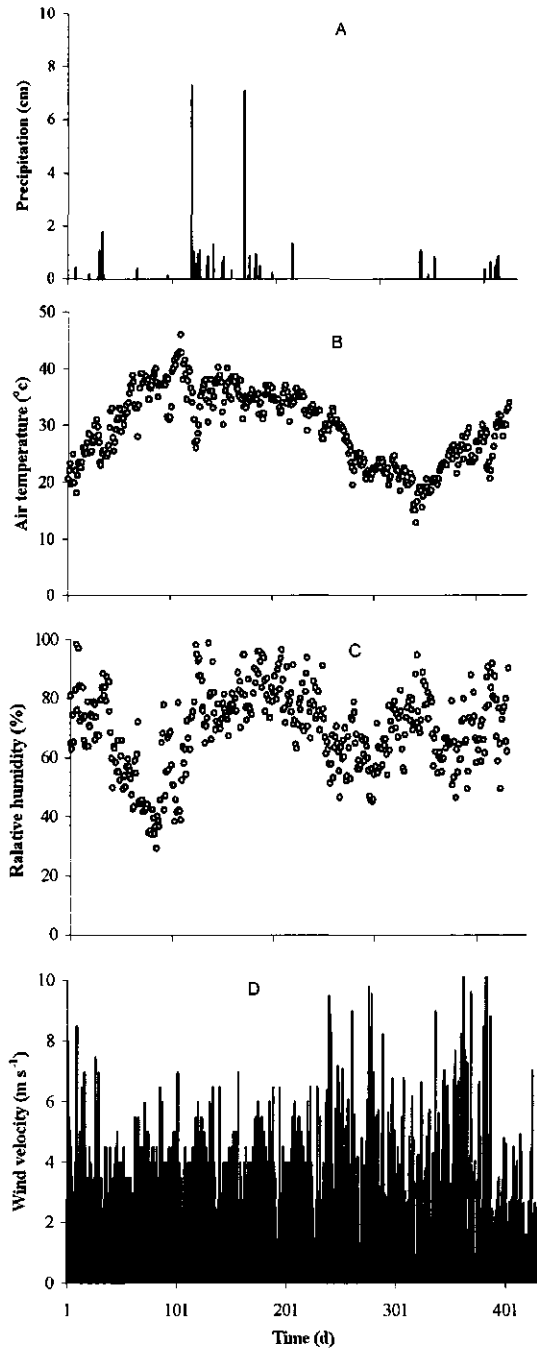 10
8
6
4
2
0
Precipitation (cm)
A
50
40
30
20
10
0
Air temperature (°c)
B
100
80
60
40
20
0
Ralative humidity (%)
C
10
8
6
4
2
0
Wind velocity (m s⁻¹)
D
1 101 201 301 401
Time (d)